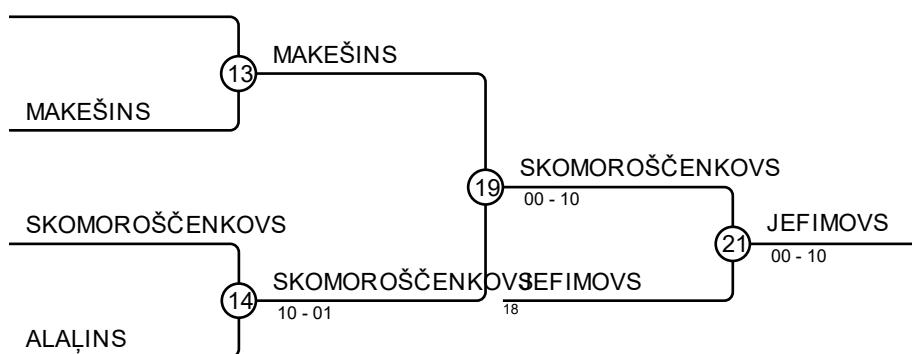 MAKEŠINS
13
MAKEŠINS
SKOMOROŠČENKOVS
19
00 - 10
SKOMOROŠČENKOVS
JEFIMOVS
21
00 - 10
SKOMOROŠČENKOVS
JEFIMOVS
14
10 - 01
18
ALAĻINS